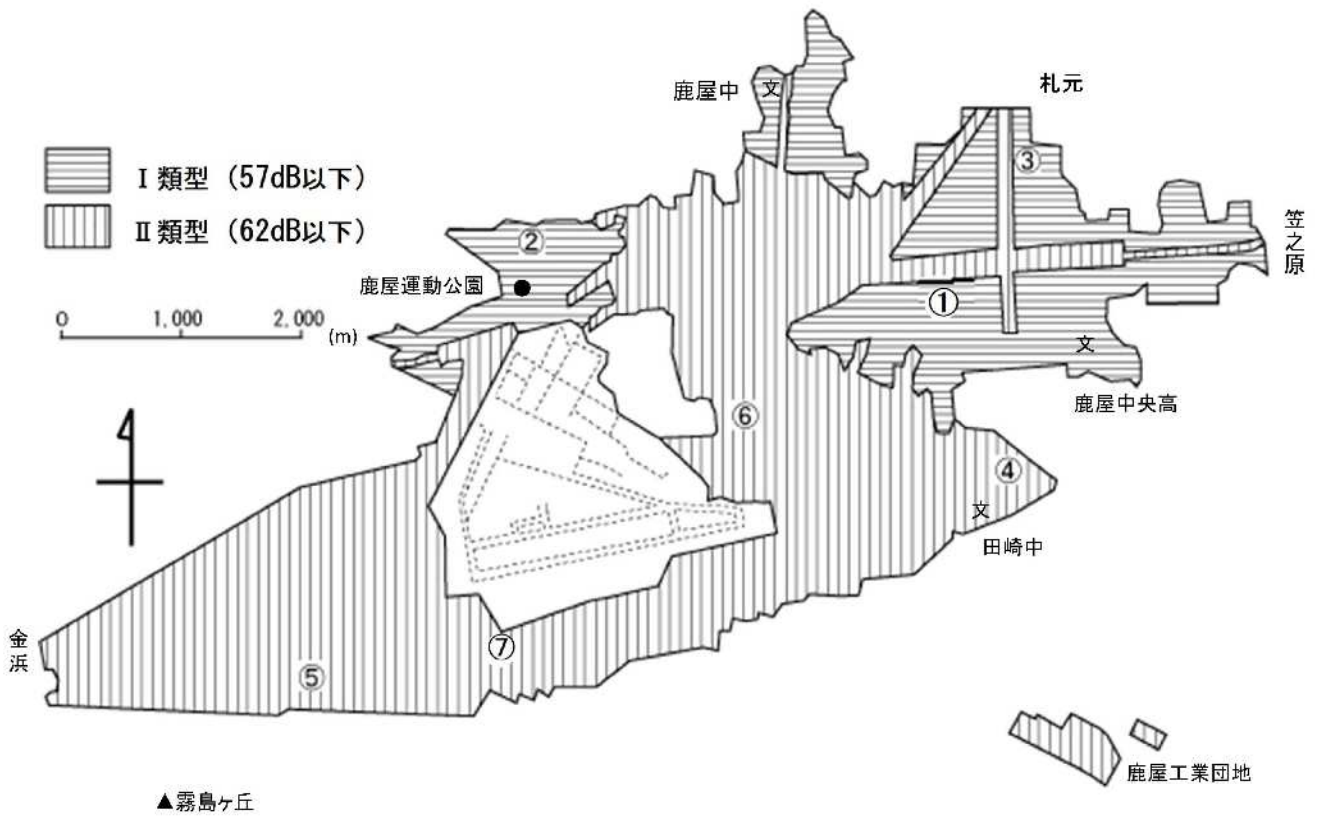 鹿屋中
文
札元
Ⅰ類型（57dB以下）
Ⅱ類型（62dB以下）
③
②
笠之原
鹿屋運動公園
①
0 1,000 2,000 (m)
文
鹿屋中央高
⑥
④
文
田崎中
金浜
⑦
⑤
鹿屋工業団地
▲霧島ヶ丘